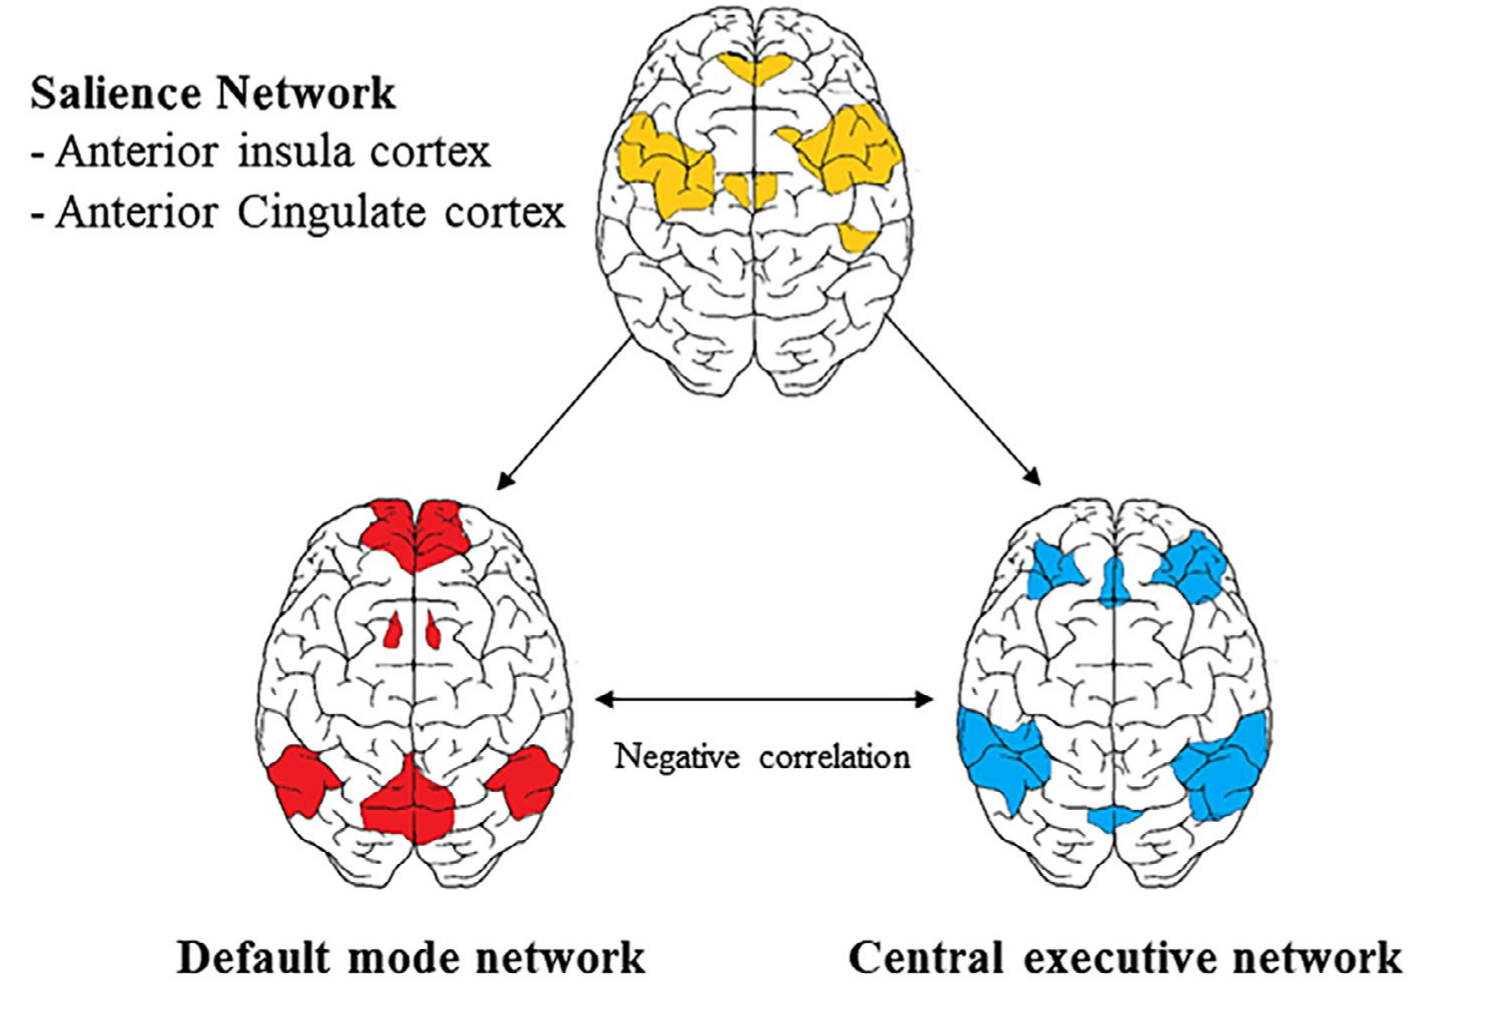 Salience Network
- Anterior insula cortex
- Anterior Cingulate cortex
Negative correlation
Default mode network
Central executive network